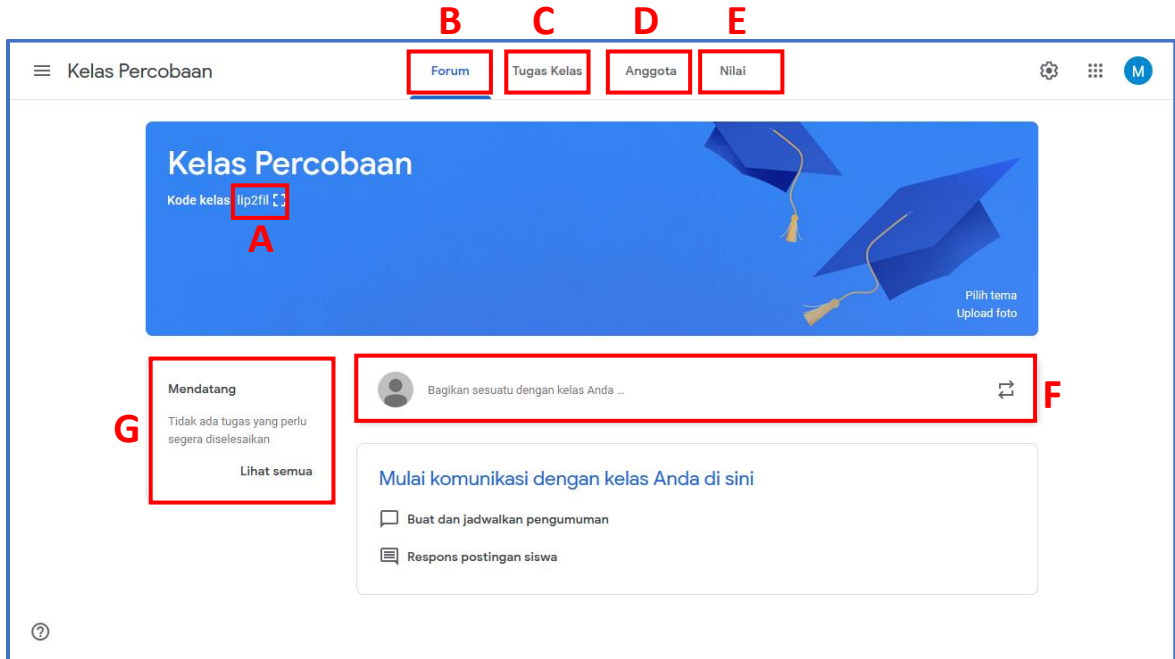 B C D E
Kelas Percobaan
Forum Tugas Kelas Anggota Nilai
M
Kelas Percobaan
Kode kelas lip2fil
A
Pilih tema
Upload foto
Mendatang
Tidak ada tugas yang perlu
segera diselesaikan
Lihat semua
G
Bagikan sesuatu dengan kelas Anda ...
F
Mulai komunikasi dengan kelas Anda di sini
Buat dan jadwalkan pengumuman
Respons postingan siswa
?